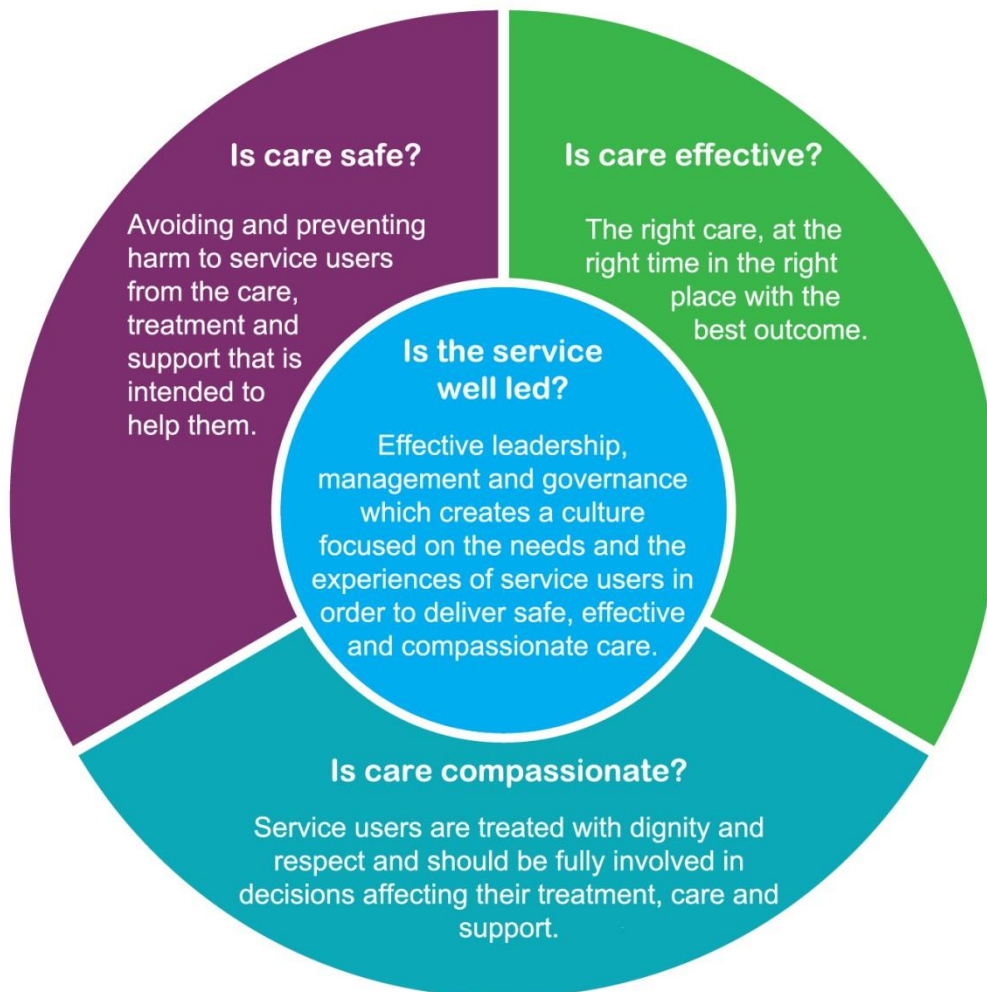 Is care safe?
Avoiding and preventing
harm to service users
from the care,
treatment and
support that is
intended to
help them.
Is care effective?
The right care, at the
right time in the right
place with the
best outcome.
Is the service
well led?
Effective leadership,
management and governance
which creates a culture
focused on the needs and the
experiences of service users in
order to deliver safe, effective
and compassionate care.
Is care compassionate?
Service users are treated with dignity and
respect and should be fully involved in
decisions affecting their treatment, care and
support.